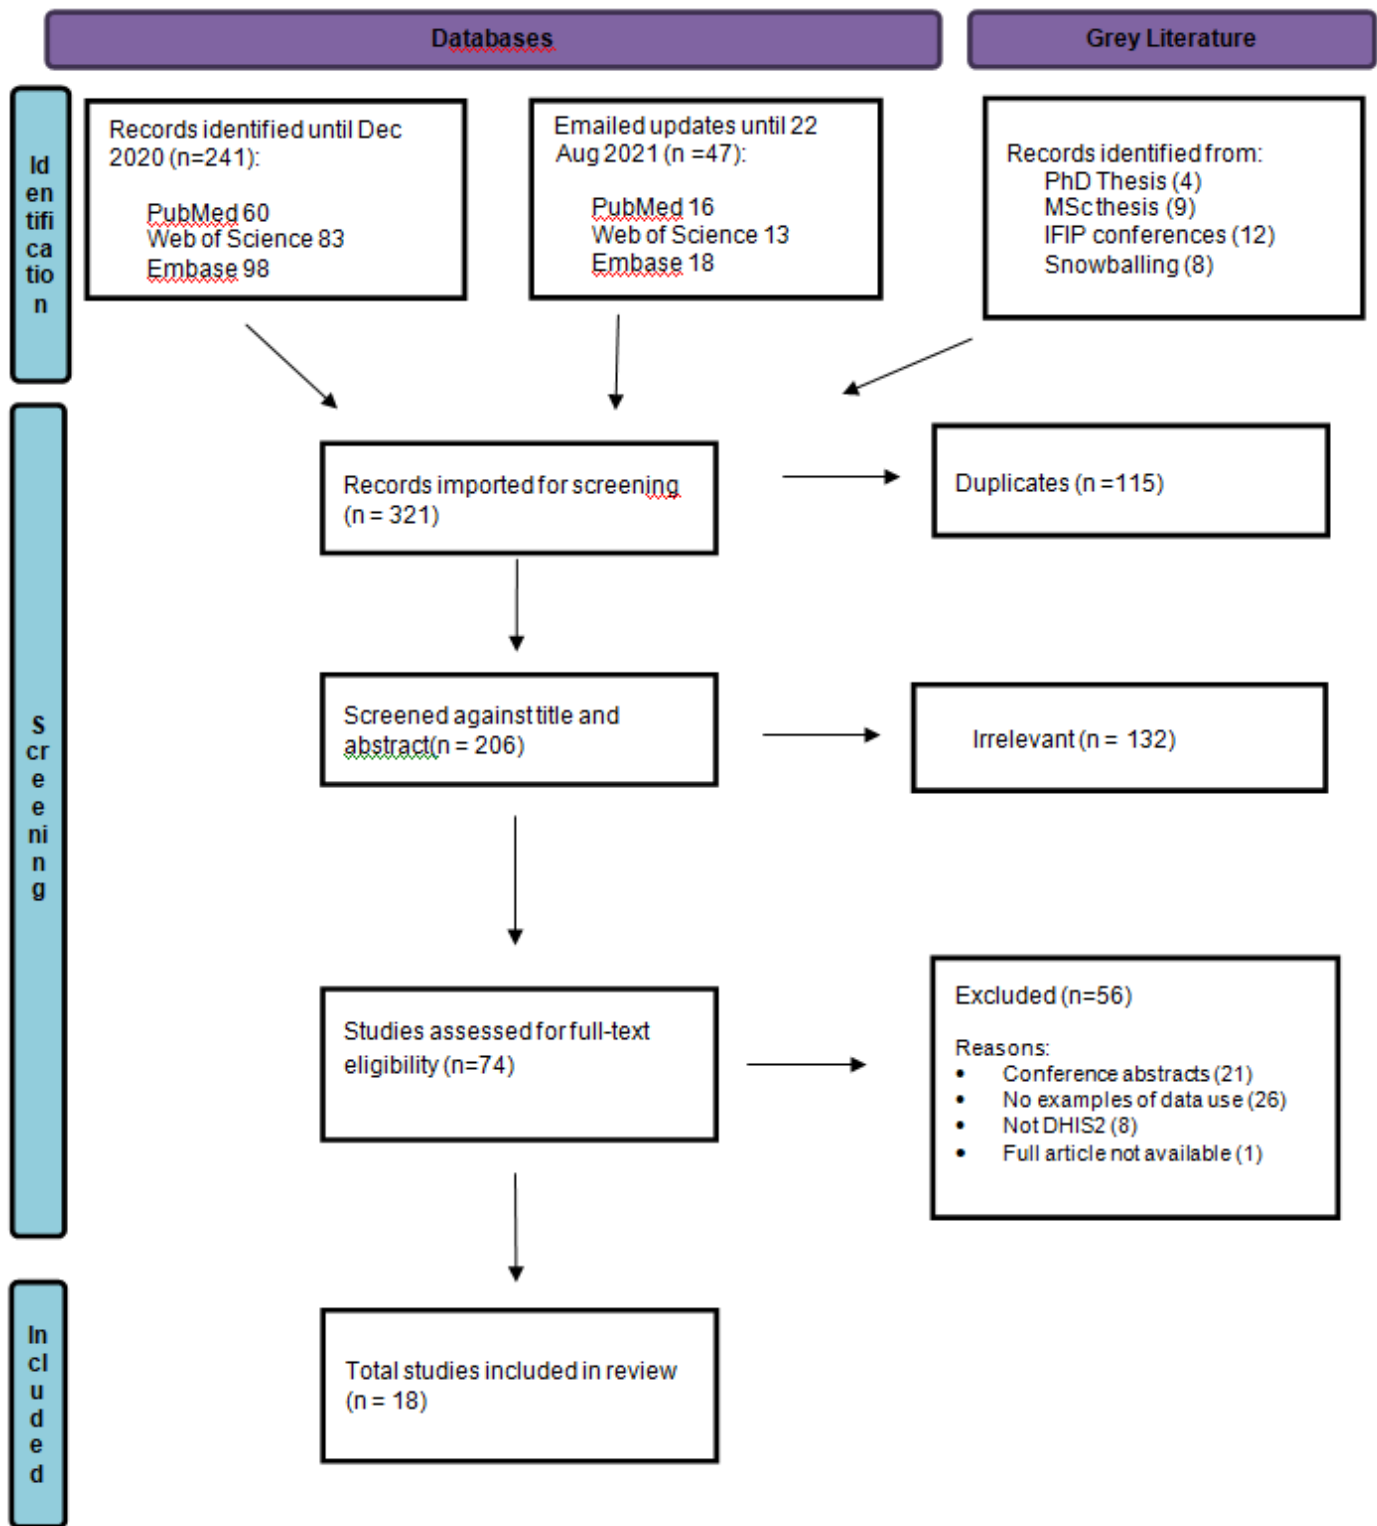 Databases
Grey Literature
Id
en
tifi
ca
tio
n
Records identified until Dec
2020 (n=241):
PubMed 60
Web of Science 83
Embase 98
Emailed updates until 22
Aug 2021 (n =47):
PubMed 16
Web of Science 13
Embase 18
Records identified from:
PhD Thesis (4)
MSc thesis (9)
IFIP conferences (12)
Snowballing (8)
S
cr
e
e
ni
n
g
Records imported for screening
(n = 321)
Duplicates (n =115)
Screened against title and
abstract(n = 206)
Irrelevant (n = 132)
Studies assessed for full-text
eligibility (n=74)
Excluded (n=56)
Reasons:
• Conference abstracts (21)
• No examples of data use (26)
• Not DHIS2 (8)
• Full article not available (1)
In
cl
u
d
e
d
Total studies included in review
(n = 18)